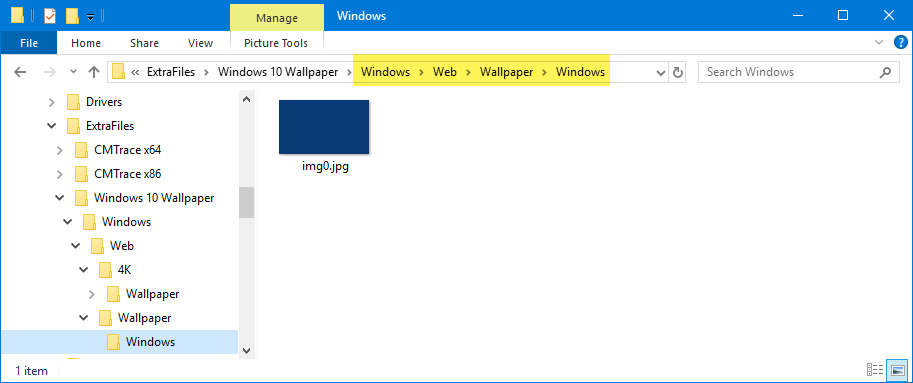 Manage Windows
File Home Share View Picture Tools
« ExtraFiles > Windows 10 Wallpaper > Windows > Web > Wallpaper > Windows Search Windows
Drivers
ExtraFiles
CMTrace x64
CMTrace x86
Windows 10 Wallpaper
Windows
Web
4K
Wallpaper
Wallpaper
Windows
img0.jpg
1 item